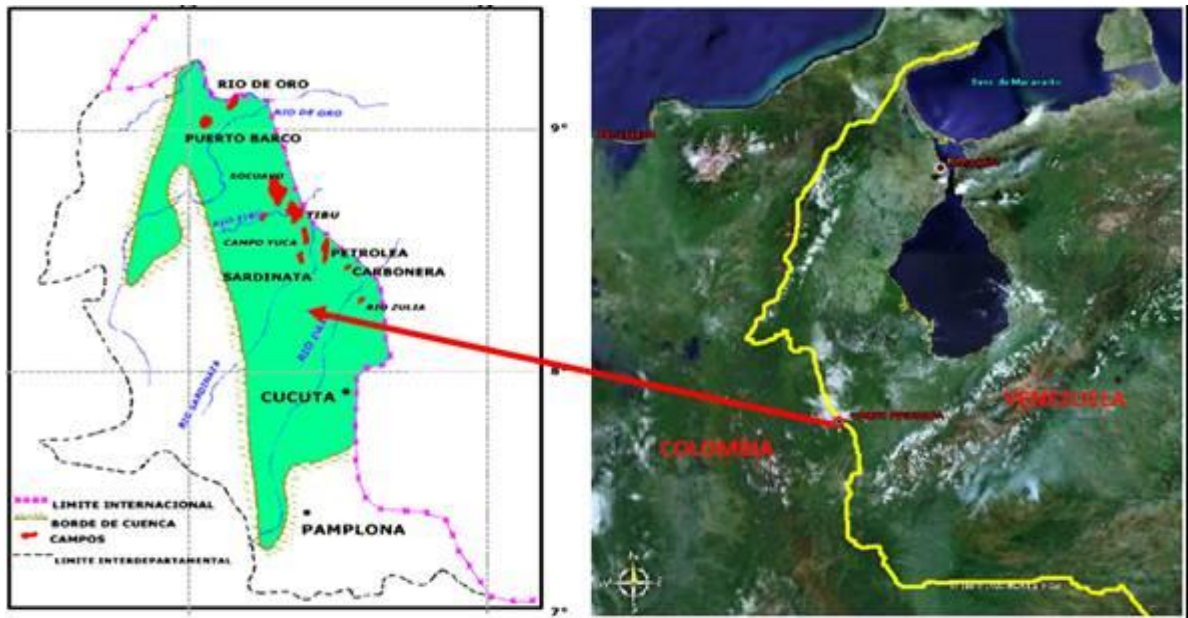 RIO DE ORO
RIO DE ORO
PUERTO BARCO
SOCUAVO
TIBU
CAMPO YUCA
PETROLEA
SARDINATA
CARBONERA
RIO ZULIA
RIO
RIO SARDINATA
CUCUTA
PAMPLONA
LIMITE INTERNACIONAL
BORDE DE CUENCA
CAMPOS
LIMITE INTERDEPARTAMENTAL
9°
8°
7°
COLOMBIA
VENEZUELA
W
E